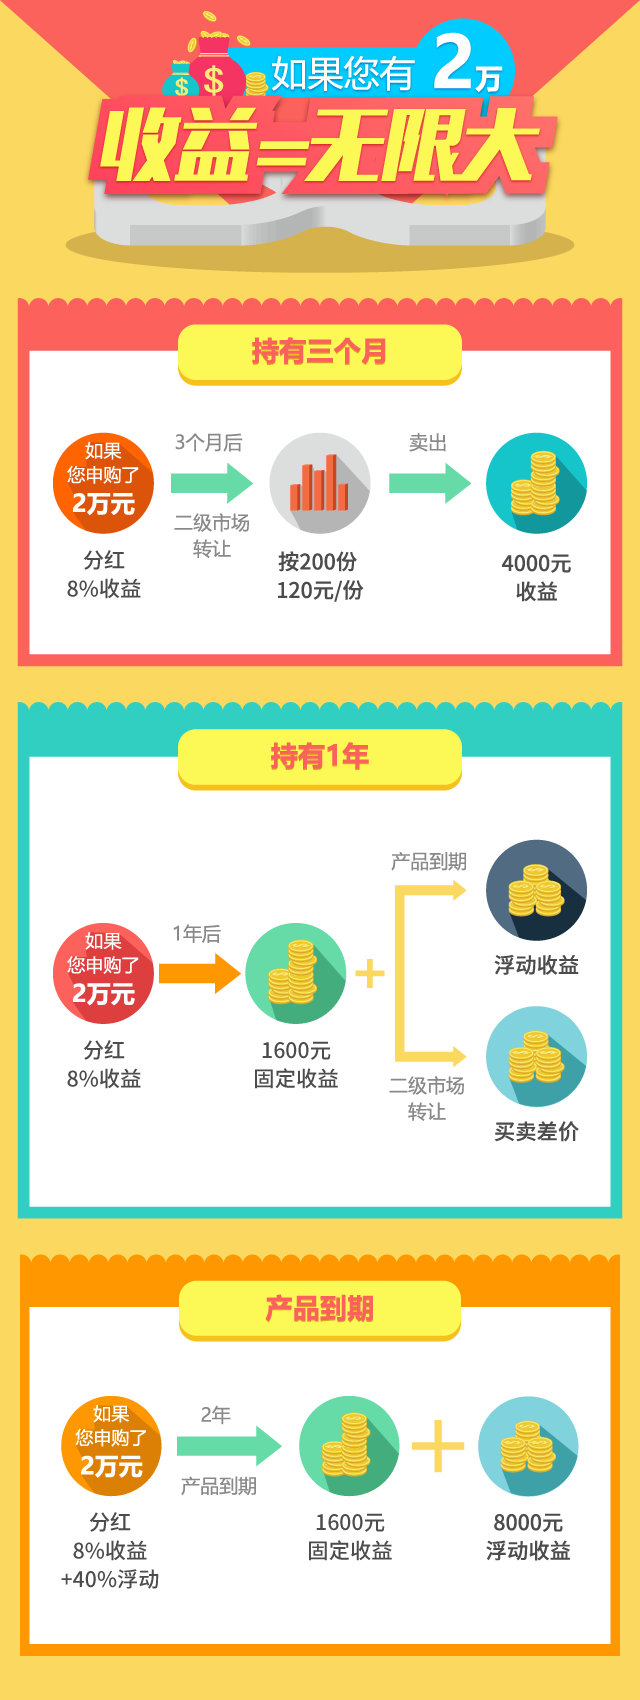 如果您有2万
收益=无限大
持有三个月
如果
您申购了
2万元
分红
8%收益
3个月后
二级市场
转让
按200份
120元/份
卖出
4000元
收益
持有1年
如果
您申购了
2万元
分红
8%收益
1年后
1600元
固定收益
+
产品到期
浮动收益
二级市场
转让
买卖差价
产品到期
如果
您申购了
2万元
分红
8%收益
+40%浮动
2年
产品到期
1600元
固定收益
+
8000元
浮动收益